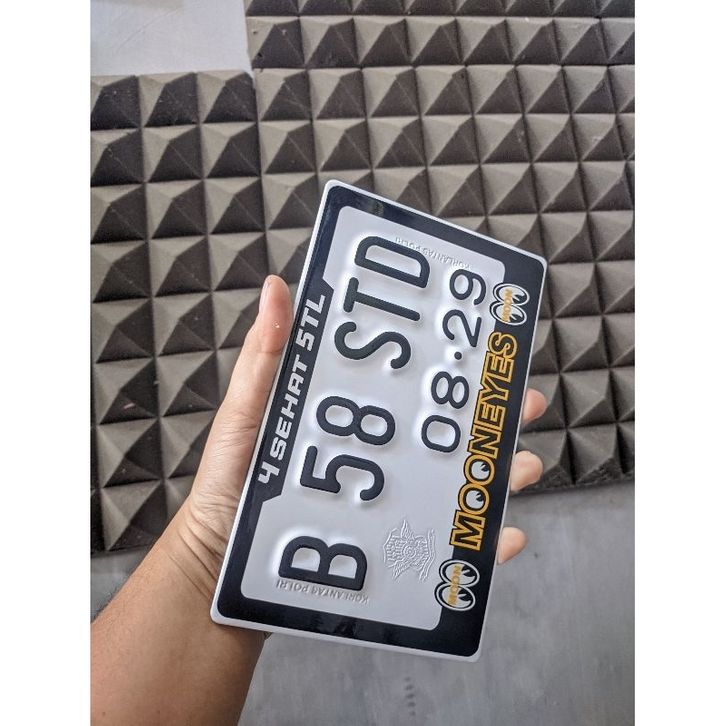 4 SEHAT 5TL
KORLANTAS POLRI
B 58 STD
08·29
KORLANTAS POLRI
MOON
MOONEYES
MOON